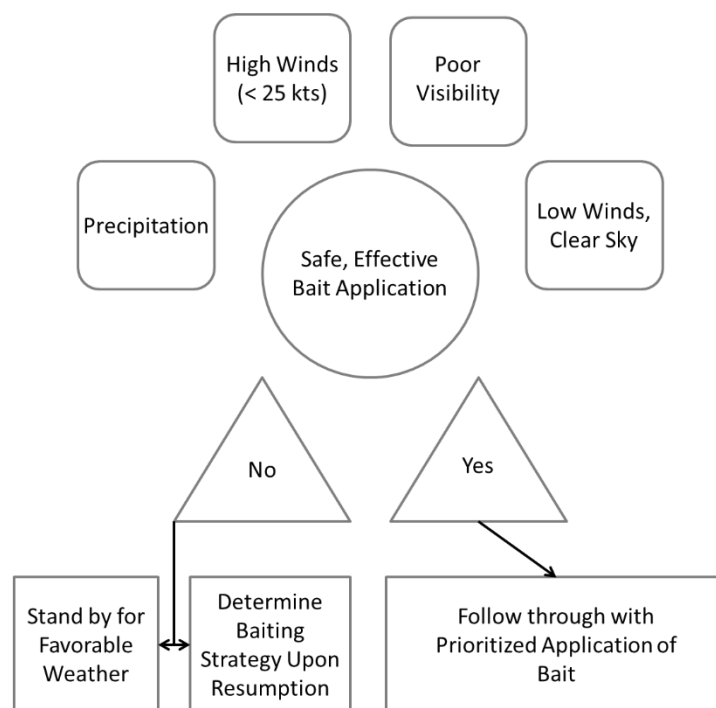 High Winds
(< 25 kts)
Poor
Visibility
Precipitation
Low Winds,
Clear Sky
Safe, Effective
Bait Application
No
Yes
Stand by for
Favorable
Weather
Determine
Baiting
Strategy Upon
Resumption
Follow through with
Prioritized Application of
Bait